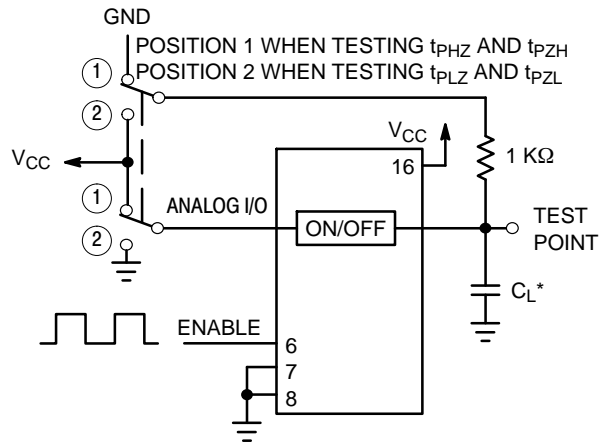 GND
POSITION 1 WHEN TESTING tPHZ AND tPZH
POSITION 2 WHEN TESTING tPLZ AND tPZL
1
2
VCC
1
2
ANALOG I/O
ON/OFF
VCC
16
1 KΩ
TEST
POINT
CL*
ENABLE
6
7
8